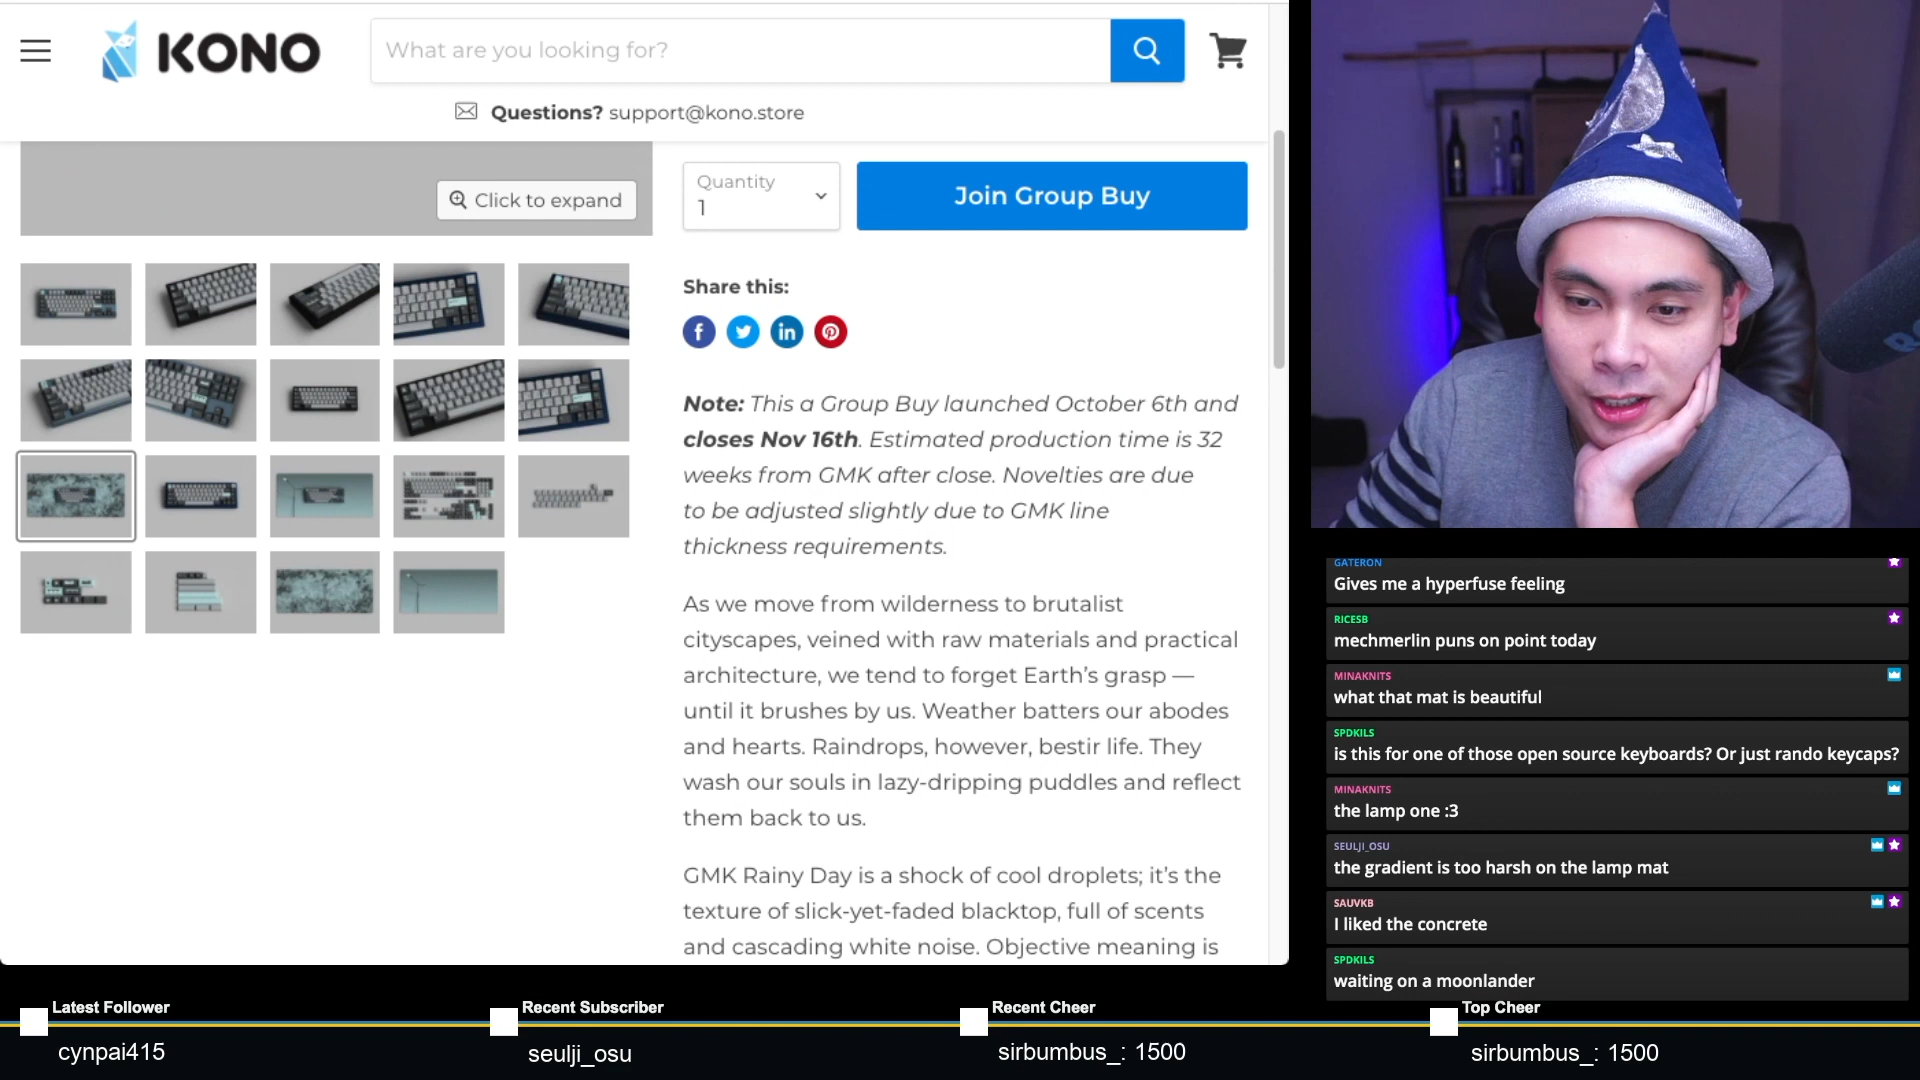 KONO
What are you looking for?
Questions? support@kono.store
Click to expand
Quantity
1
Join Group Buy
Share this:
Note: This a Group Buy launched October 6th and
closes Nov 16th. Estimated production time is 32
weeks from GMK after close. Novelties are due
to be adjusted slightly due to GMK line
thickness requirements.
As we move from wilderness to brutalist
cityscapes, veined with raw materials and practical
architecture, we tend to forget Earth's grasp —
until it brushes by us. Weather batters our abodes
and hearts. Raindrops, however, bestir life. They
wash our souls in lazy-dripping puddles and reflect
them back to us.
GMK Rainy Day is a shock of cool droplets; it's the
texture of slick-yet-faded blacktop, full of scents
and cascading white noise. Objective meaning is
GATERON
Gives me a hyperfuse feeling
RICESB
mechmerlin puns on point today
MINAKNITS
what that mat is beautiful
SPDKILS
is this for one of those open source keyboards? Or just rando keycaps?
MINAKNITS
the lamp one :3
SEULJI_OSU
the gradient is too harsh on the lamp mat
SAUVKB
I liked the concrete
SPDKILS
waiting on a moonlander
Latest Follower
cynpai415
Recent Subscriber
seulji_osu
Recent Cheer
sirbumbus_: 1500
Top Cheer
sirbumbus_: 1500